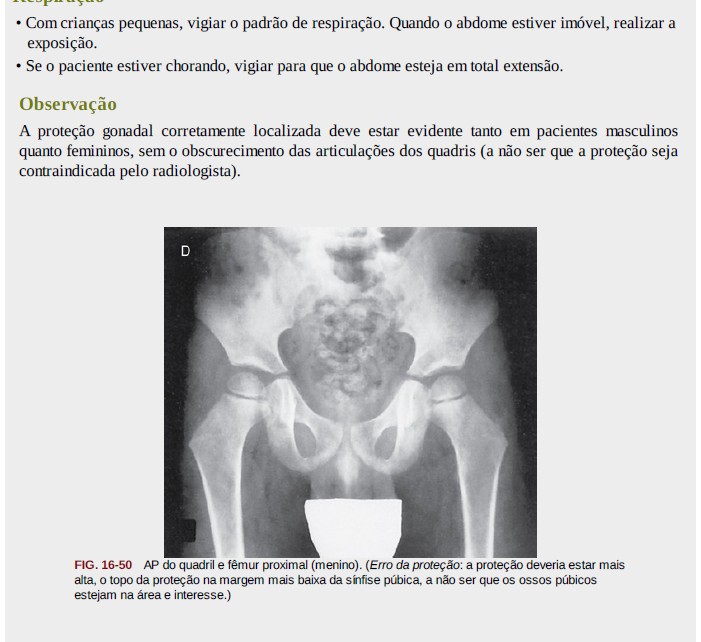 Respiração
• Com crianças pequenas, vigiar o padrão de respiração. Quando o abdome estiver imóvel, realizar a
exposição.
• Se o paciente estiver chorando, vigiar para que o abdome esteja em total extensão.
Observação
A proteção gonadal corretamente localizada deve estar evidente tanto em pacientes masculinos
quanto femininos, sem o obscurecimento das articulações dos quadris (a não ser que a proteção seja
contraindicada pelo radiologista).
D
FIG. 16-50 AP do quadril e fêmur proximal (menino). (Erro da proteção: a proteção deveria estar mais
alta, o topo da proteção na margem mais baixa da sínfise púbica, a não ser que os ossos púbicos
estejam na área e interesse.)